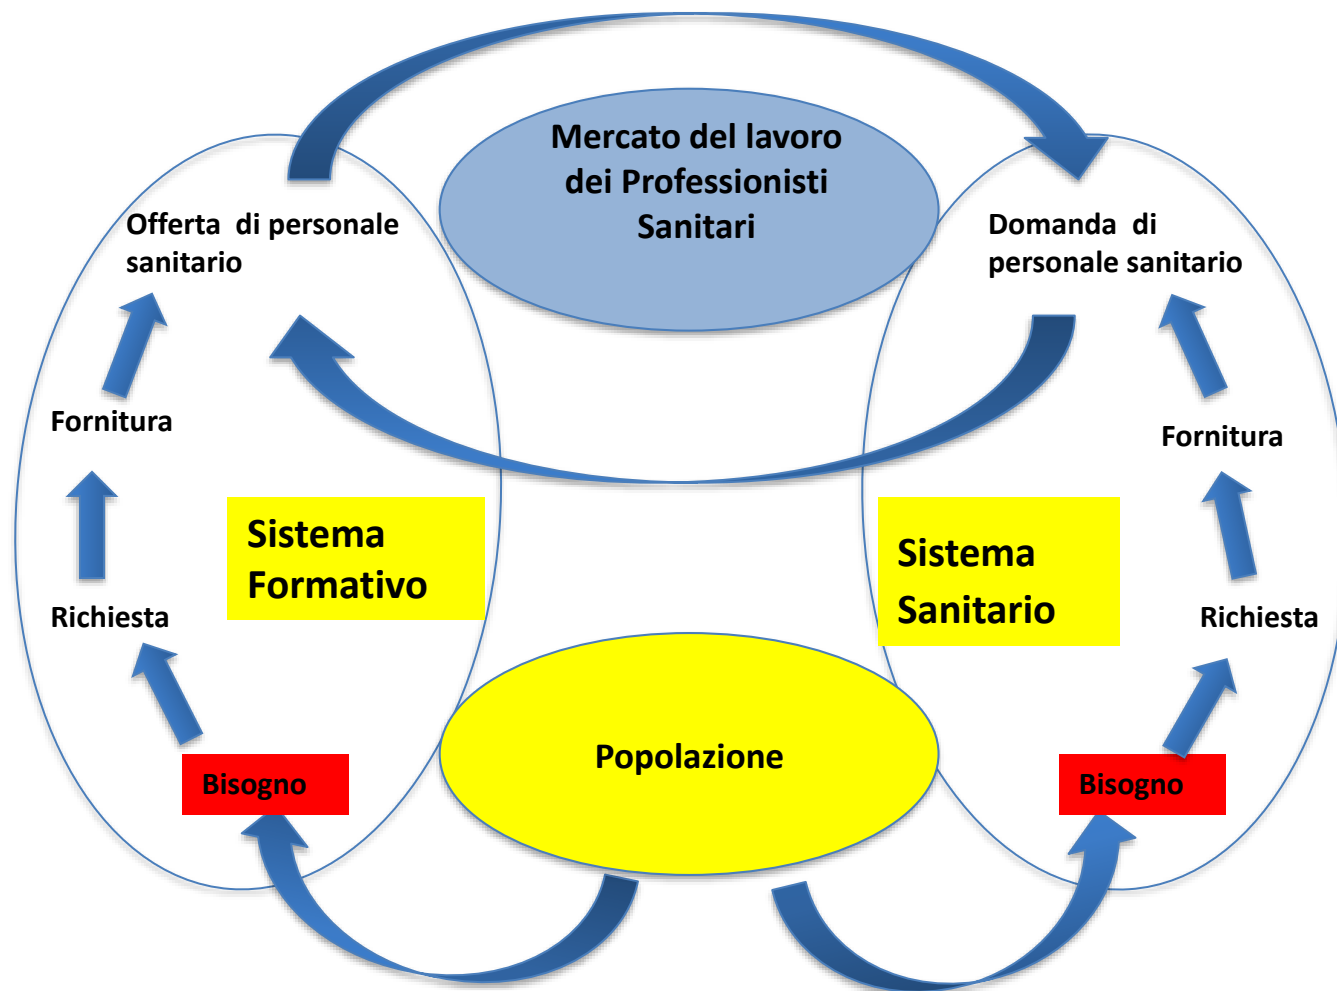 Mercato del lavoro
dei Professionisti
Sanitari
Offerta di personale
sanitario
Domanda di
personale sanitario
Fornitura
Fornitura
Sistema
Formativo
Sistema
Sanitario
Richiesta
Richiesta
Popolazione
Bisogno
Bisogno